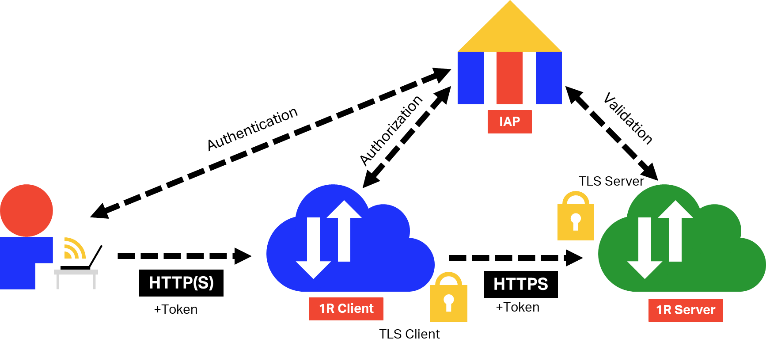 IAP
Authentication
Authorization
Validation
TLS Server
HTTP(S)
+Token
1R Client
TLS Client
HTTPS
+Token
1R Server